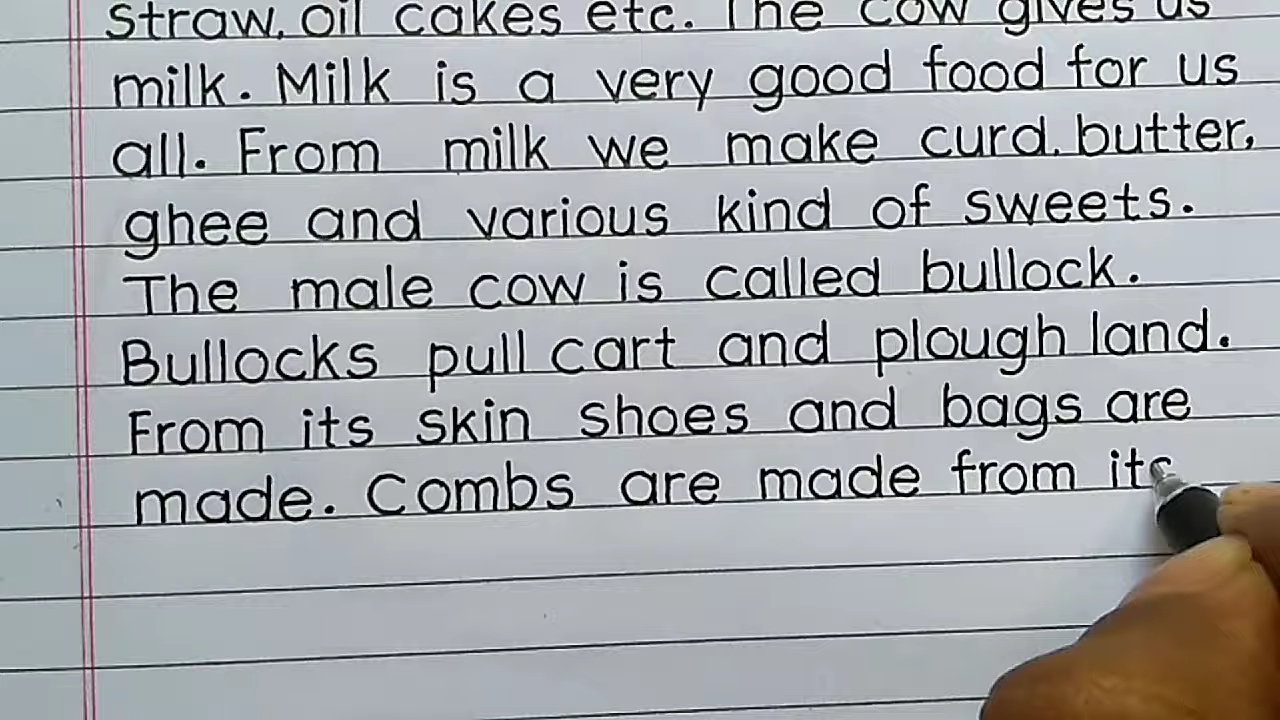 straw, oil cakes etc. The cow gives us
milk. Milk is a very good food for us
all. From milk we make curd, butter,
ghee and various kind of sweets.
The male cow is called bullock.
Bullocks pull cart and plough land.
From its skin shoes and bags are
made. Combs are made from its